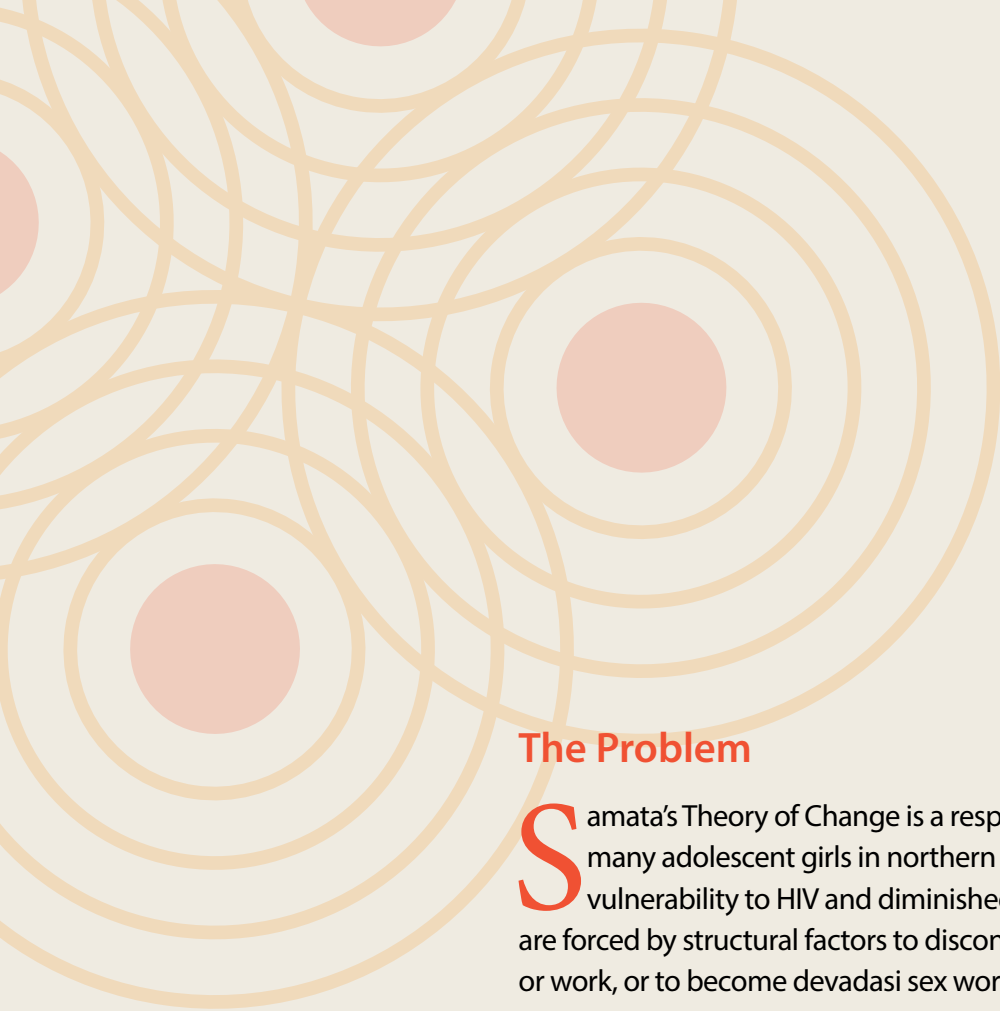 The Problem
Samata's Theory of Change is a resp
many adolescent girls in northern
vulnerability to HIV and diminished
are forced by structural factors to discon
or work, or to become devadasi sex wor